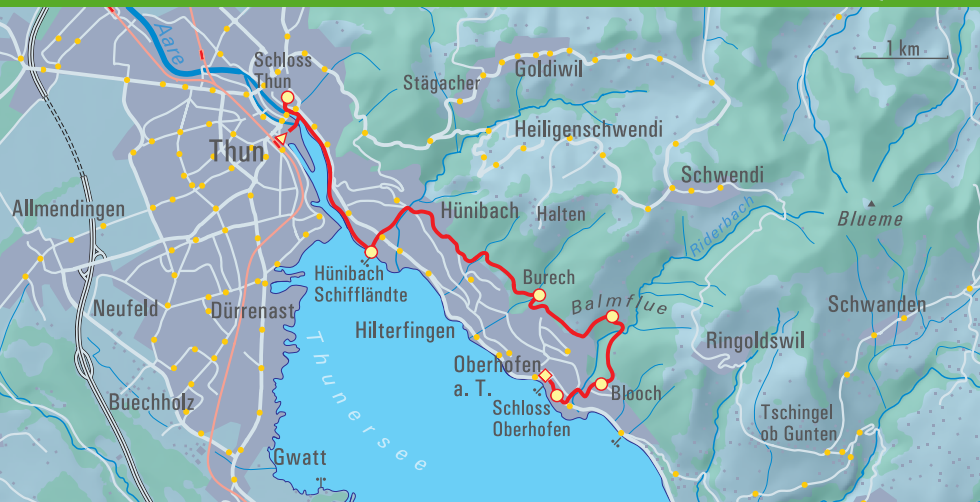 Aare
Schloss
Thun
1 km
Stägacher
Goldiwil
Thun
Heiligenschwendi
Schwendi
Allmendingen
Hünibach
Halten
Riderbach
Blueme
Hünibach
Schifflände
Burech
Balmflue
Neufeld
Dürrenast
Schwanden
Hilterfingen
Ringoldswil
Thunersee
Oberhofen
a. T.
Buechholz
Blooch
Schloss
Oberhofen
Tschingel
ob Gunten
Gwatt